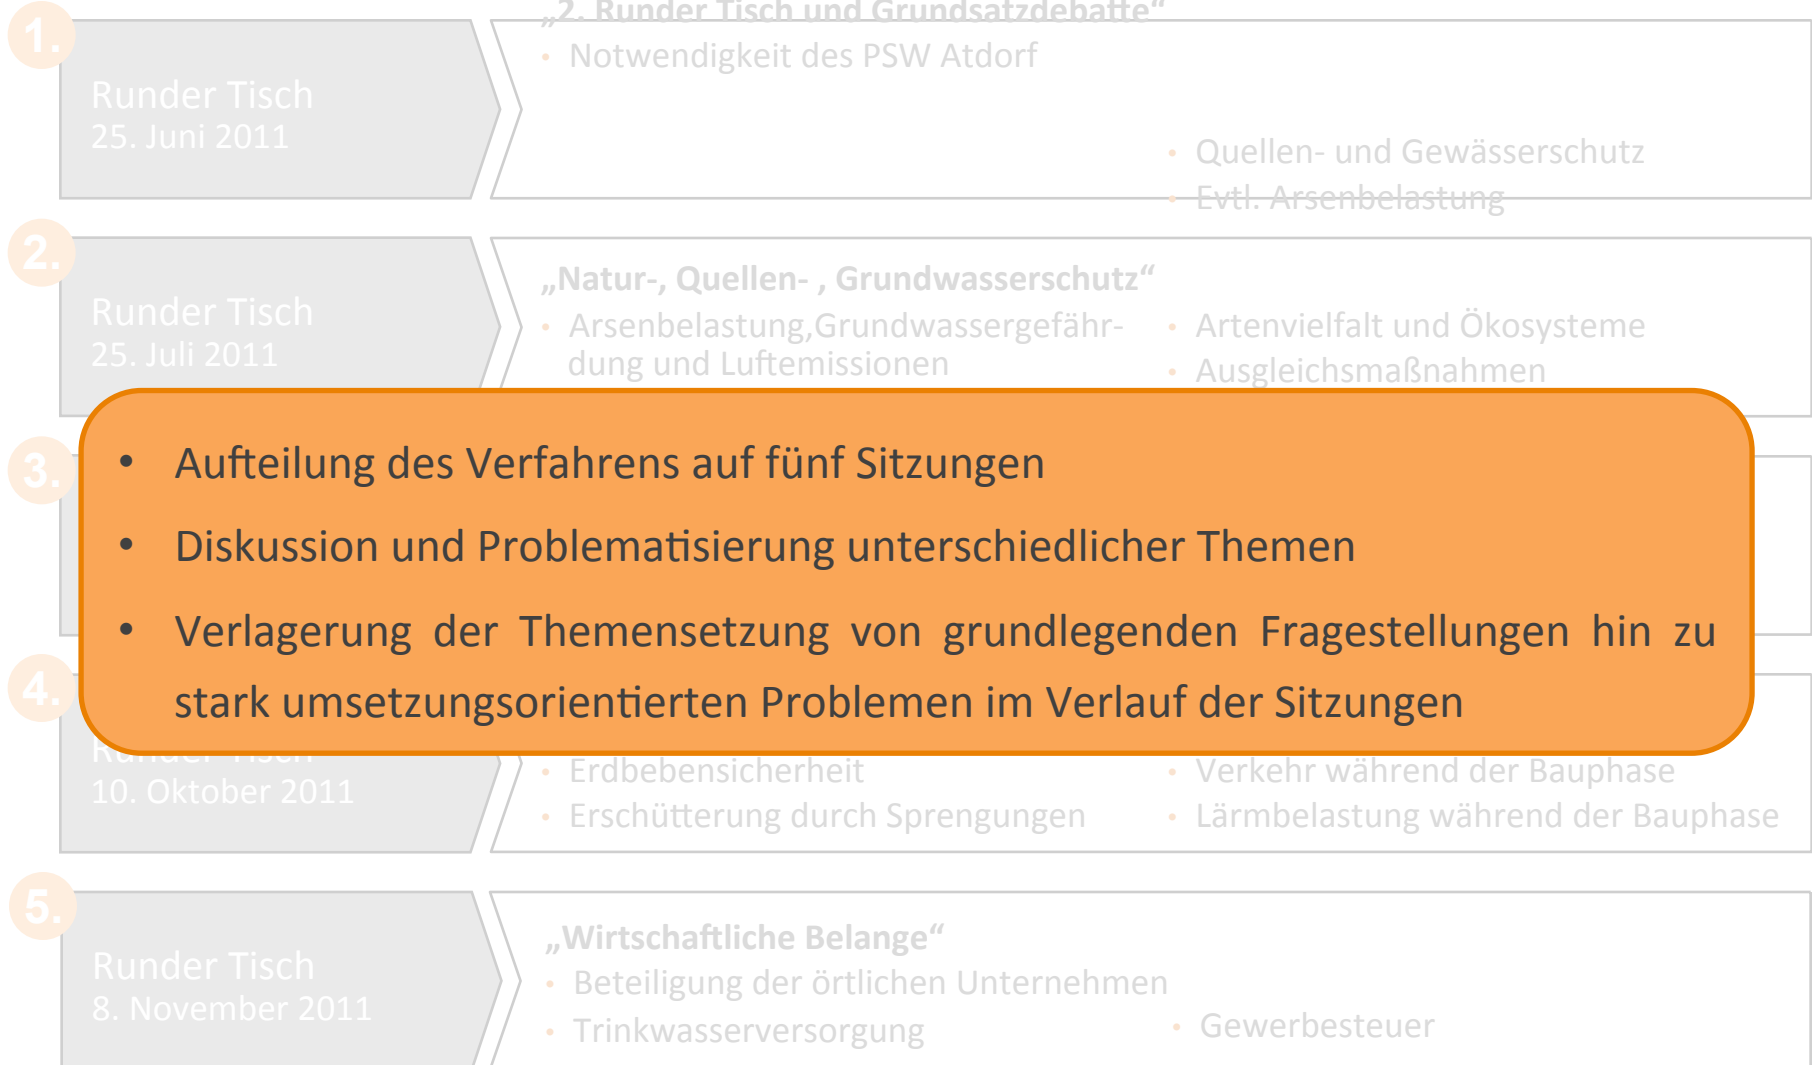 „2. Runder Tisch und Grundsatzdebatte“
1.
• Notwendigkeit des PSW Atdorf
Runder Tisch
25. Juni 2011
• Quellen- und Gewässerschutz
• Evtl. Arsenbelastung
2.
„Natur-, Quellen- , Grundwasserschutz“
Runder Tisch
25. Juli 2011
• Arsenbelastung,Grundwassergefähr-
dung und Luftemissionen
• Artenvielfalt und Ökosysteme
• Ausgleichsmaßnahmen
3.
• Aufteilung des Verfahrens auf fünf Sitzungen
• Diskussion und Problematisierung unterschiedlicher Themen
• Verlagerung der Themensetzung von grundlegenden Fragestellungen hin zu
stark umsetzungsorientierten Problemen im Verlauf der Sitzungen
4.
Runder Tisch
10. Oktober 2011
• Erdbebensicherheit
• Erschütterung durch Sprengungen
• Verkehr während der Bauphase
• Lärmbelastung während der Bauphase
5.
Runder Tisch
8. November 2011
„Wirtschaftliche Belange“
• Beteiligung der örtlichen Unternehmen
• Trinkwasserversorgung
• Gewerbesteuer